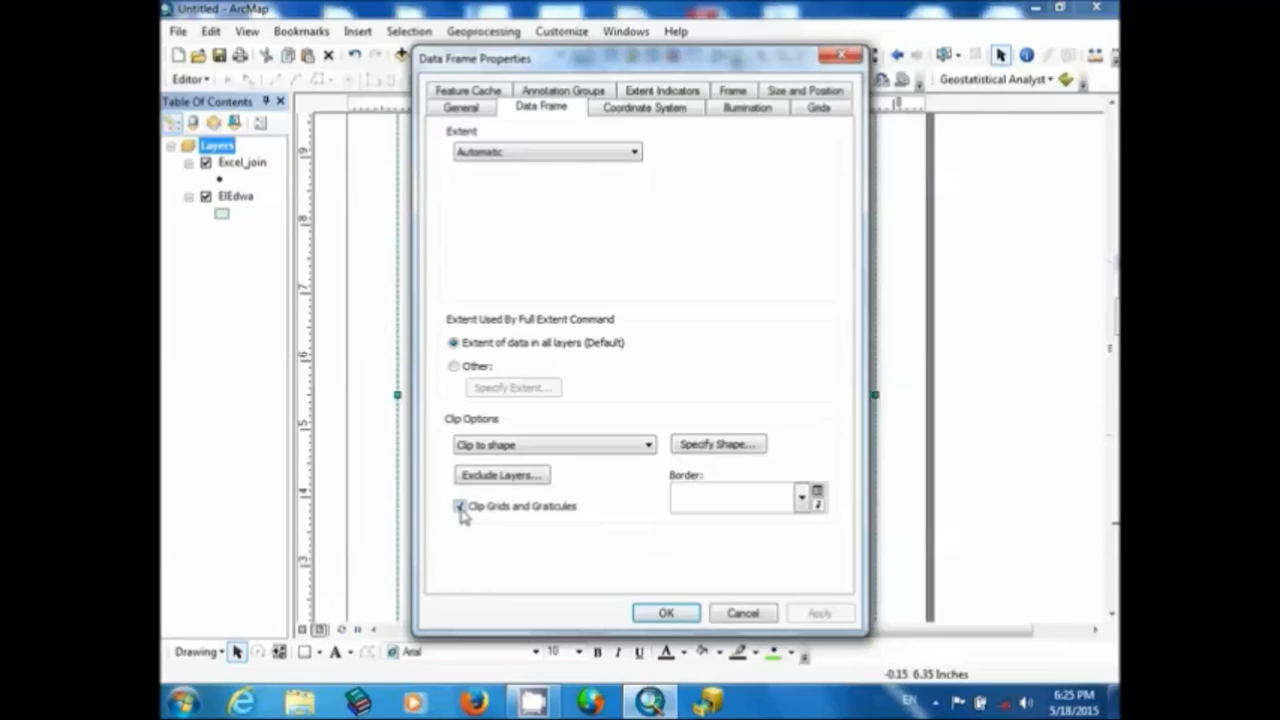 Untitled - ArcMap
File Edit View Bookmarks Insert Selection Geoprocessing Customize Windows Help
Data Frame Properties
Editor
Geostatistical Analyst
Feature Cache Annotation Groups Extent Indicators Frame Size and Position
Table Of Contents
General Data Frame Coordinate System Illumination Grids
Extent
Layers
Automatic
Excel_join
ElEdwa
Extent Used By Full Extent Command
Extent of data in all layers (Default)
Other:
Specify Extent...
Clip Options
Clip to shape
Specify Shape...
Exclude Layers...
Border:
Clip Grids and Graticules
OK Cancel Apply
Drawing A Arial 10 B I U A
-0.15 6.35 Inches
EN
6:25 PM
5/18/2015